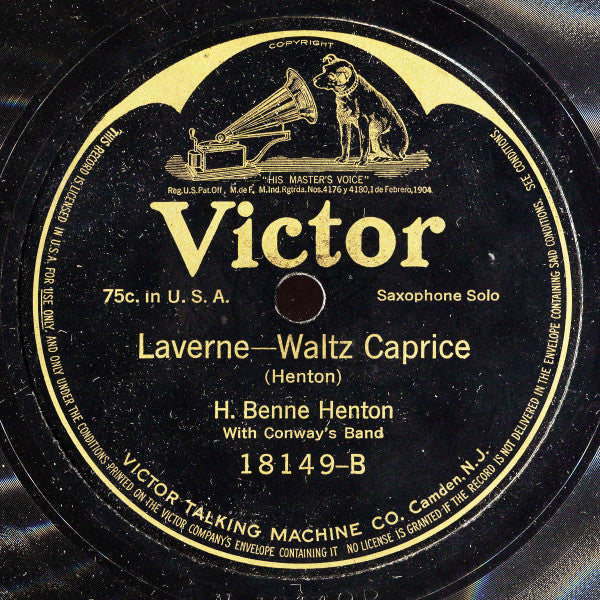 COPYRIGHT
"HIS MASTER'S VOICE"
Reg.U.S.Pat.Off., M.de F., M.Ind.Rgtrda.Nos.4176 y 4180,1 de Febrero,1904
Victor
75c. in U.S.A.
Saxophone Solo
Laverne—Waltz Caprice
(Henton)
H. Benne Henton
With Conway's Band
18149-B
VICTOR TALKING MACHINE CO. Camden.N.J.
THIS RECORD IS LICENSED IN U.S.A. FOR USE ONLY, AND ONLY UNDER THE CONDITIONS PRINTED ON THE VICTOR COMPANY'S ENVELOPE CONTAINING IT NO LICENSE IS GRANTED IF THE RECORD IS NOT DELIVERED IN THE ENVELOPE CONTAINING SAID CONDITIONS. SEE CONDITIONS